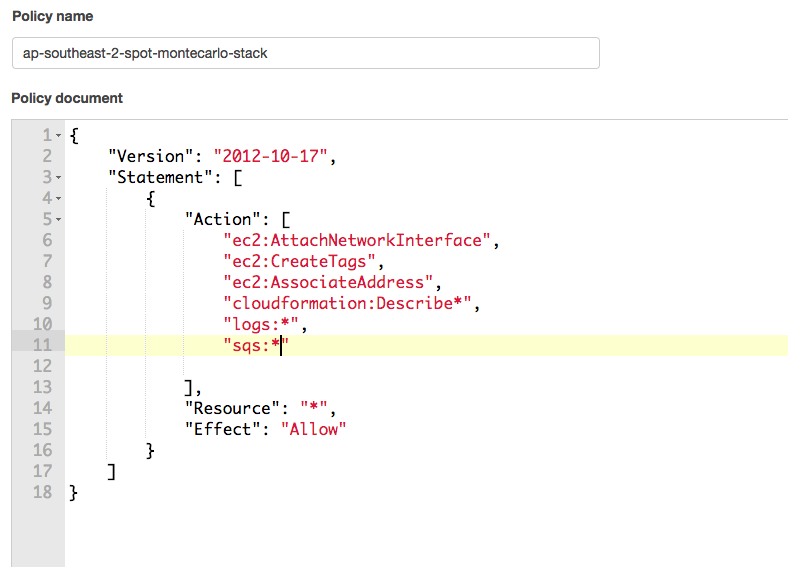 Policy name
ap-southeast-2-spot-montecarlo-stack
Policy document
1 {
2 "Version": "2012-10-17",
3 "Statement": [
4 {
5 "Action": [
6 "ec2:AttachNetworkInterface",
7 "ec2:CreateTags",
8 "ec2:AssociateAddress",
9 "cloudformation:Describe*",
10 "logs:*",
11 "sqs:*"
12
13 ],
14 "Resource": "*",
15 "Effect": "Allow"
16 }
17 ]
18 }